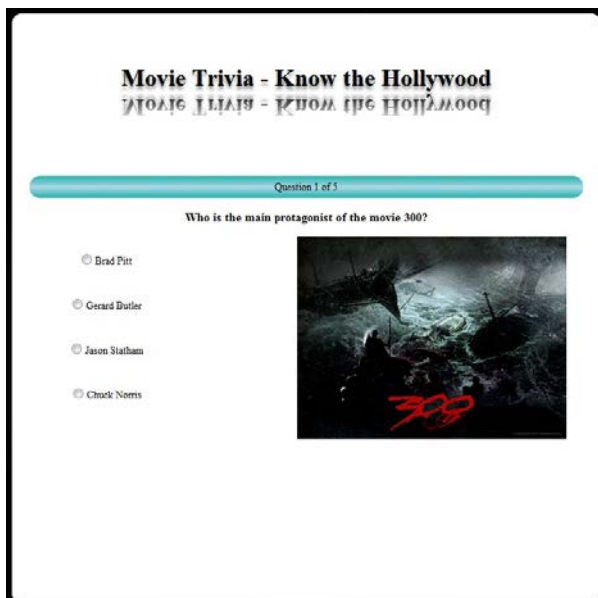 Movie Trivia - Know the Hollywood
Question 1 of 5
Who is the main protagonist of the movie 300?
Brad Pitt
Gerard Butler
Jason Statham
Chuck Norris
300